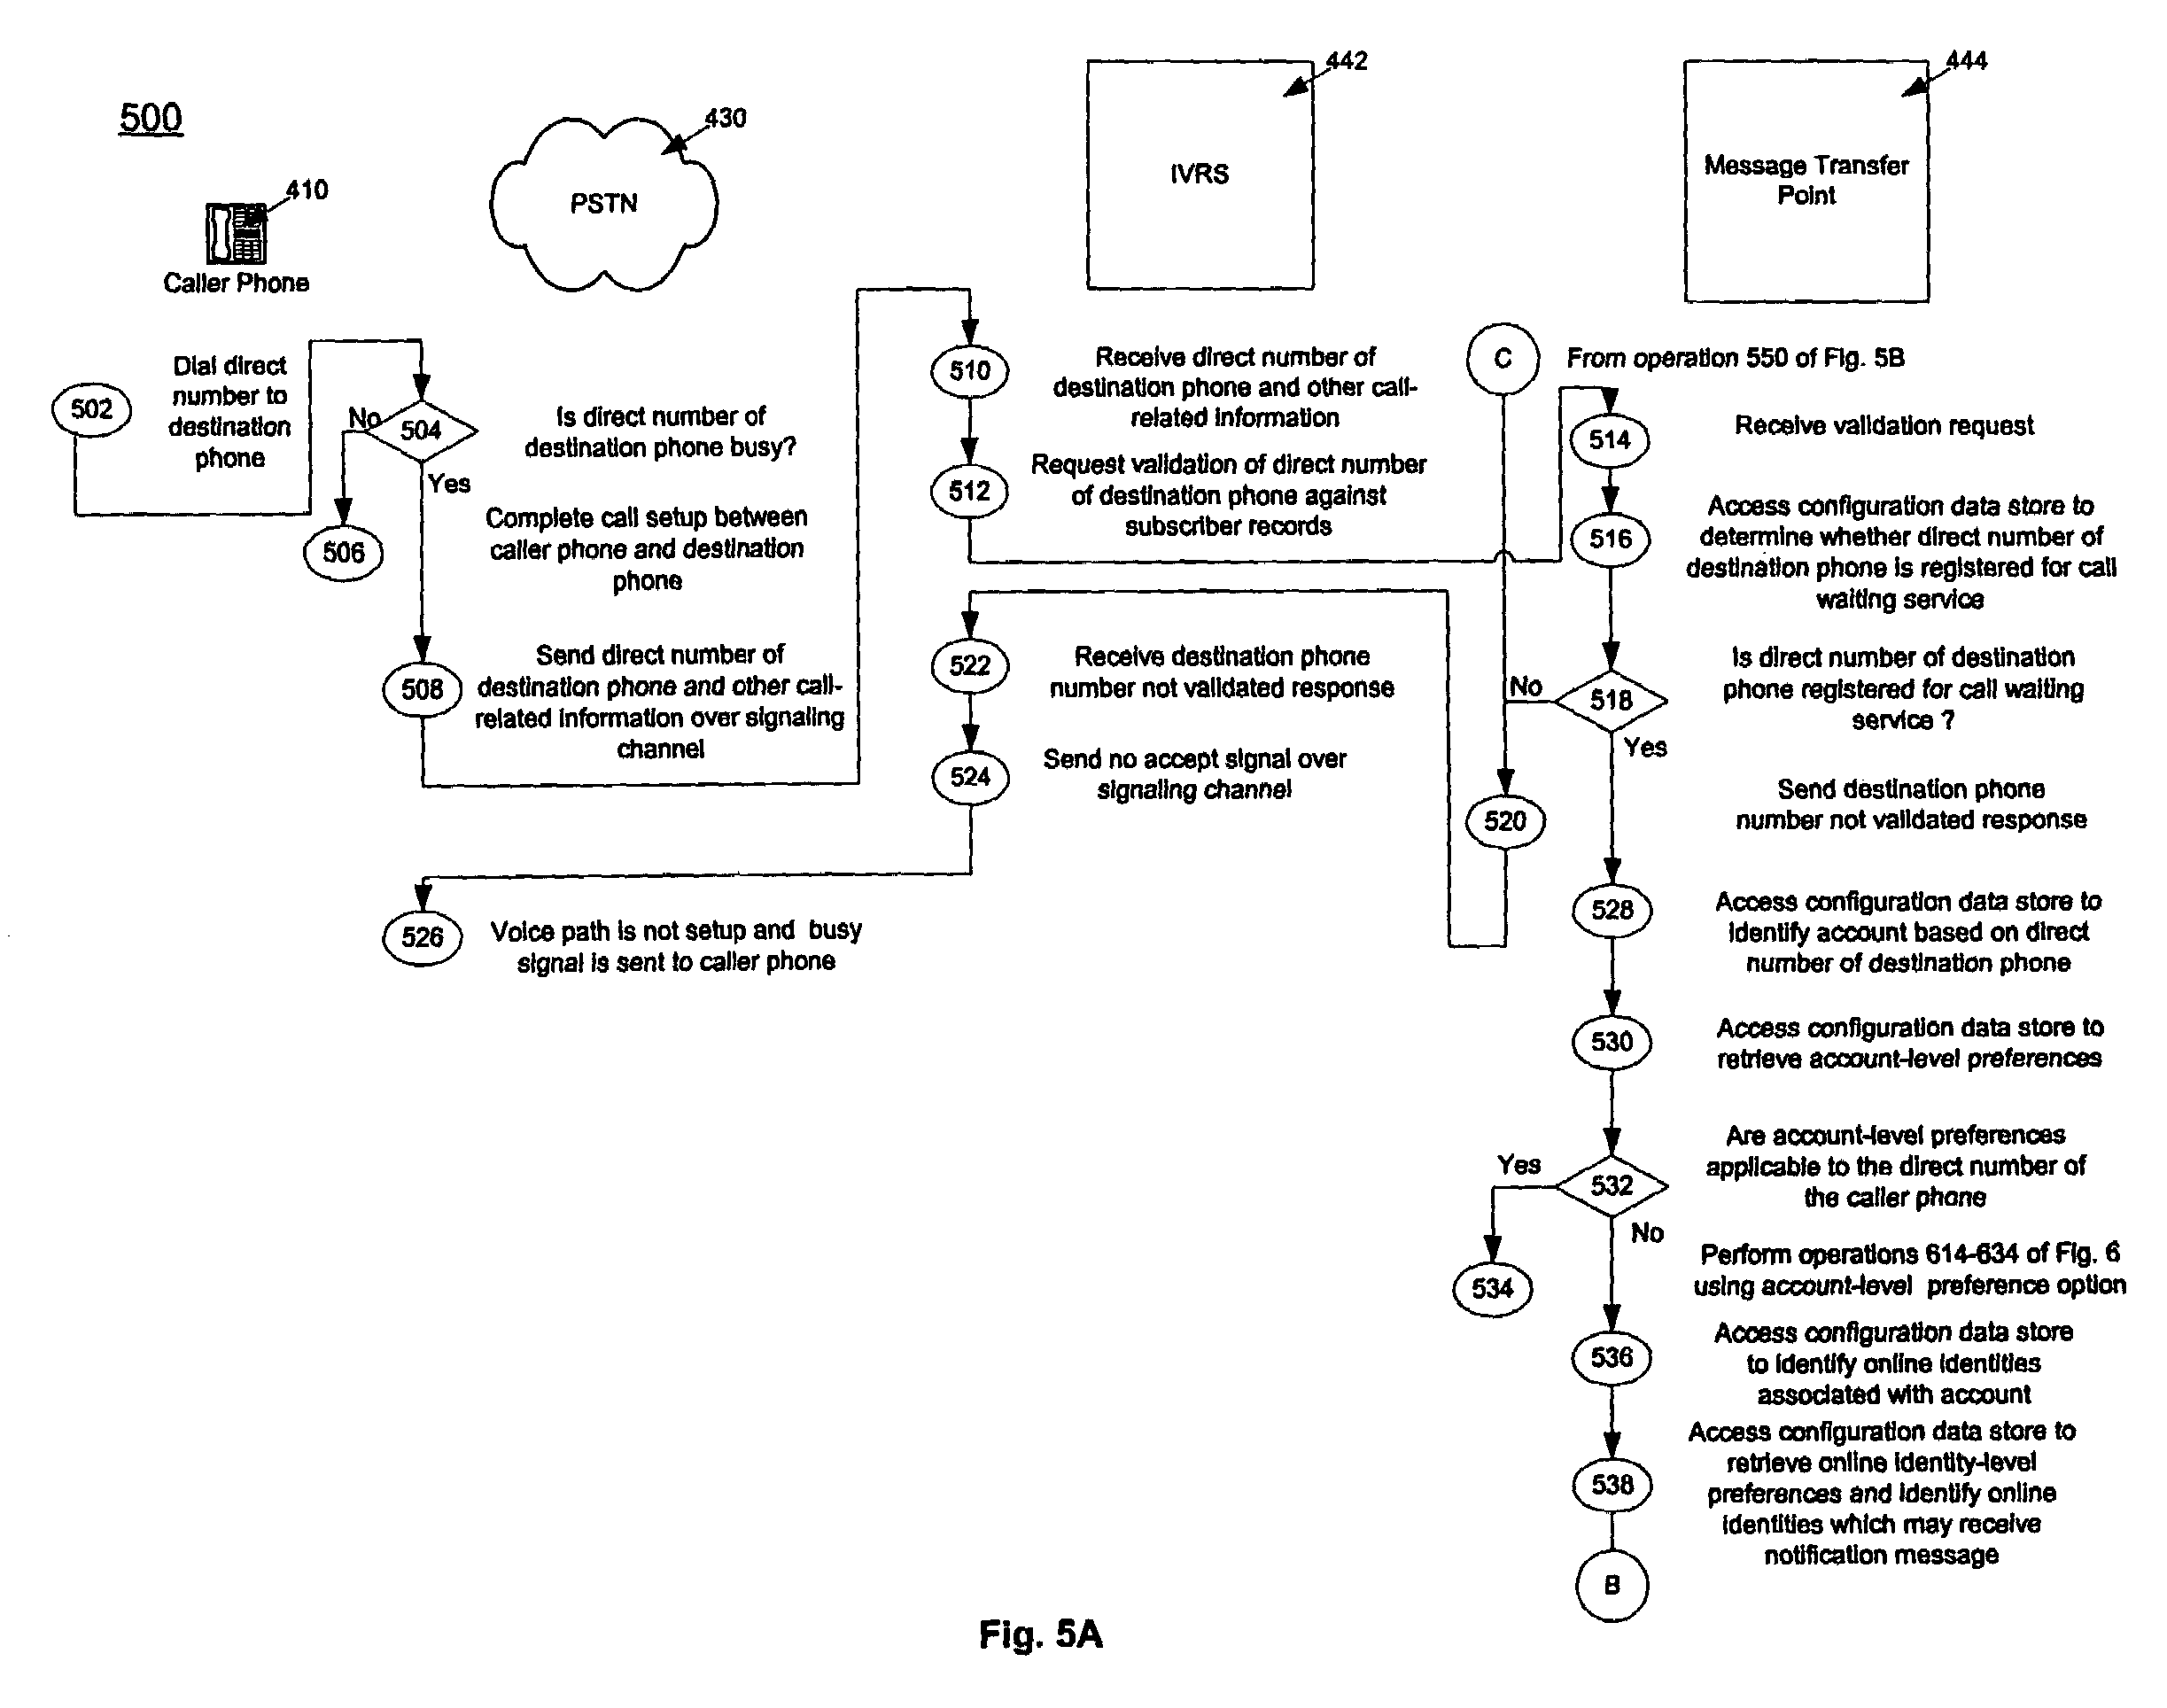 500
410
Caller Phone
430
PSTN
442
IVRS
444
Message Transfer
Point
502
Dial direct
number to
destination
phone
No
504
Yes
Is direct number of
destination phone busy?
506
Complete call setup between
caller phone and destination
phone
508
Send direct number of
destination phone and other call-
related information over signaling
channel
510
Receive direct number of
destination phone and other call-
related information
512
Request validation of direct number
of destination phone against
subscriber records
C
From operation 550 of Fig. 5B
514
Receive validation request
516
Access configuration data store to
determine whether direct number of
destination phone is registered for call
waiting service
No
518
Yes
Is direct number of destination
phone registered for call waiting
service ?
520
Send destination phone
number not validated response
522
Receive destination phone
number not validated response
524
Send no accept signal over
signaling channel
526
Voice path is not setup and busy
signal is sent to caller phone
528
Access configuration data store to
identify account based on direct
number of destination phone
530
Access configuration data store to
retrieve account-level preferences
Yes
532
No
Are account-level preferences
applicable to the direct number of
the caller phone
534
Perform operations 614-634 of Fig. 6
using account-level preference option
536
Access configuration data store
to identify online identities
associated with account
538
Access configuration data store to
retrieve online identity-level
preferences and identify online
identities which may receive
notification message
B
Fig. 5A